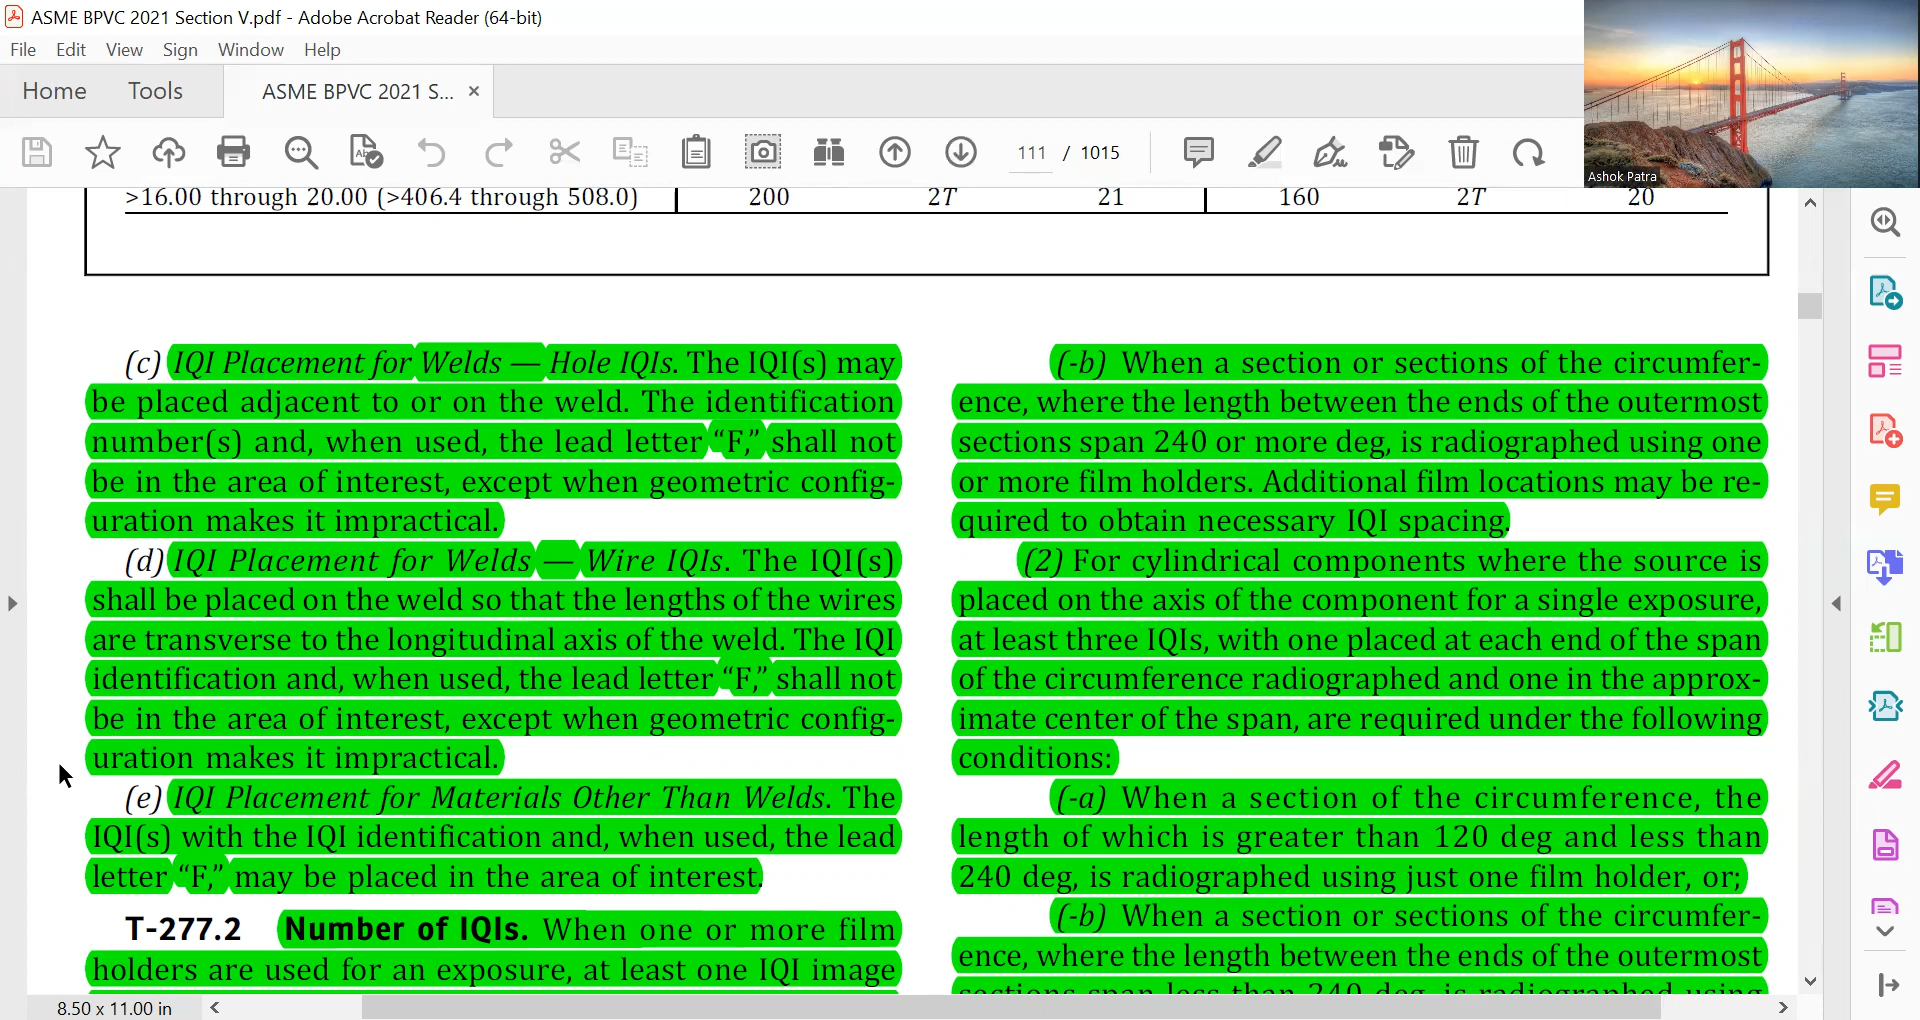 ASME BPVC 2021 Section V.pdf - Adobe Acrobat Reader (64-bit)
File Edit View Sign Window Help
Home Tools ASME BPVC 2021 S... ×
111 / 1015
Ashok Patra
>16.00 through 20.00 (>406.4 through 508.0) 200 2T 21 160 2T 20
(c) IQI Placement for Welds — Hole IQIs. The IQI(s) may
be placed adjacent to or on the weld. The identification
number(s) and, when used, the lead letter “F,” shall not
be in the area of interest, except when geometric config-
uration makes it impractical.
(d) IQI Placement for Welds — Wire IQIs. The IQI(s)
shall be placed on the weld so that the lengths of the wires
are transverse to the longitudinal axis of the weld. The IQI
identification and, when used, the lead letter “F,” shall not
be in the area of interest, except when geometric config-
uration makes it impractical.
(e) IQI Placement for Materials Other Than Welds. The
IQI(s) with the IQI identification and, when used, the lead
letter “F,” may be placed in the area of interest.
T-277.2 Number of IQIs. When one or more film
holders are used for an exposure, at least one IQI image
(-b) When a section or sections of the circumfer-
ence, where the length between the ends of the outermost
sections span 240 or more deg, is radiographed using one
or more film holders. Additional film locations may be re-
quired to obtain necessary IQI spacing.
(2) For cylindrical components where the source is
placed on the axis of the component for a single exposure,
at least three IQIs, with one placed at each end of the span
of the circumference radiographed and one in the approx-
imate center of the span, are required under the following
conditions:
(-a) When a section of the circumference, the
length of which is greater than 120 deg and less than
240 deg, is radiographed using just one film holder, or;
(-b) When a section or sections of the circumfer-
ence, where the length between the ends of the outermost
sections span less than 240 deg, is radiographed using
8.50 x 11.00 in